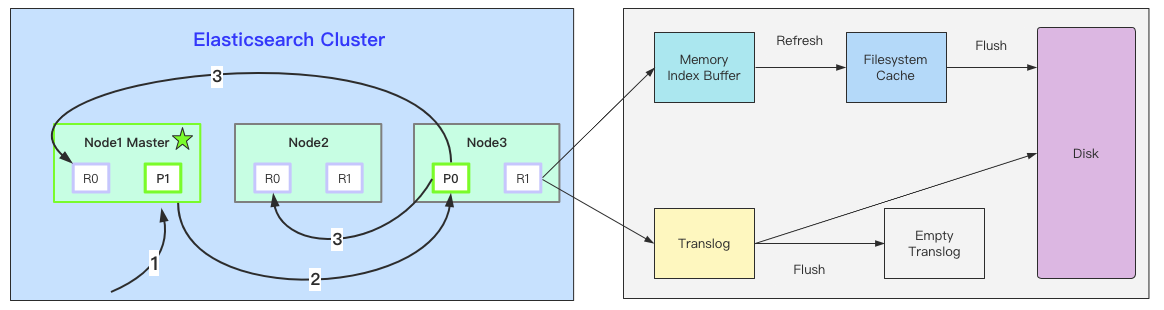 Elasticsearch Cluster
3
Node1 Master
R0
P1
Node2
R0
R1
Node3
P0
R1
1
2
3
Memory
Index Buffer
Refresh
Filesystem
Cache
Flush
Disk
Translog
Flush
Empty
Translog